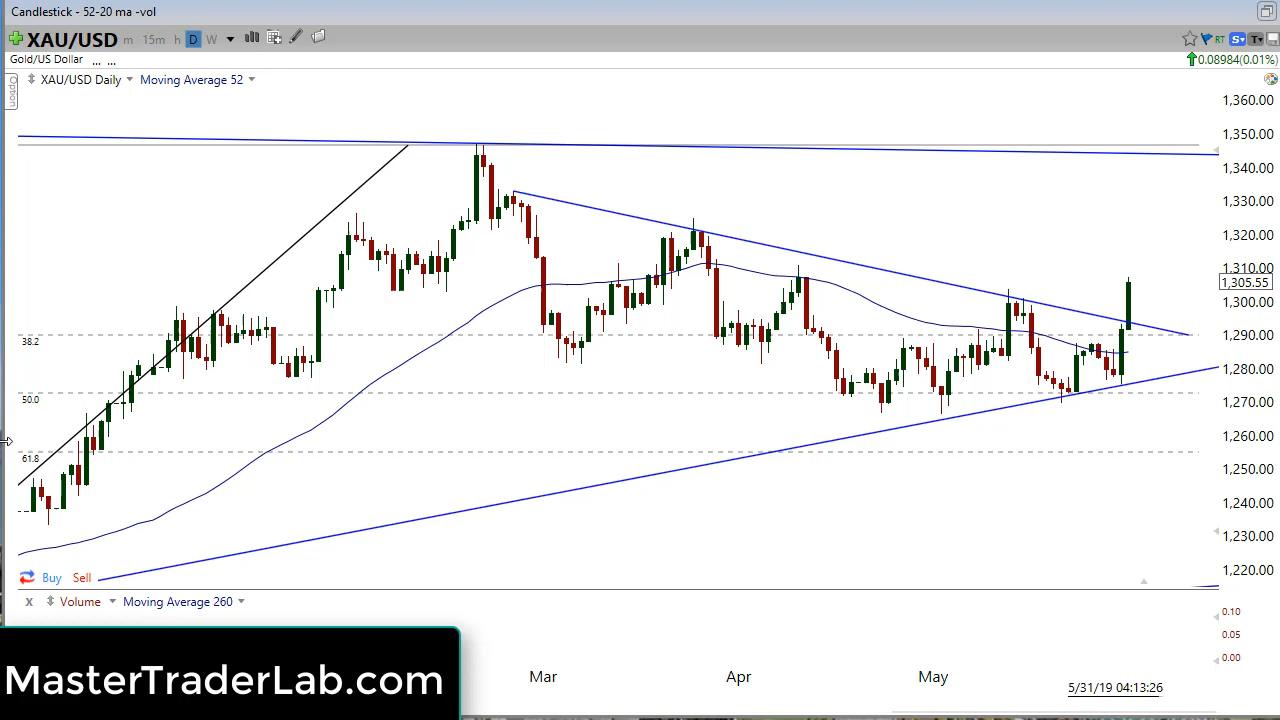 Candlestick - 52-20 ma -vol
XAU/USD m 15m h D W
RT S T
Gold/US Dollar ... ...
0.08984(0.01%)
Option
XAU/USD Daily Moving Average 52
1,360.00
1,350.00
1,340.00
1,330.00
1,320.00
1,310.00
1,305.55
1,300.00
1,290.00
38.2
1,280.00
50.0
1,270.00
1,260.00
61.8
1,250.00
1,240.00
1,230.00
1,220.00
Buy Sell
X Volume Moving Average 260
0.10
0.05
0.00
Mar Apr May
5/31/19 04:13:26
MasterTraderLab.com